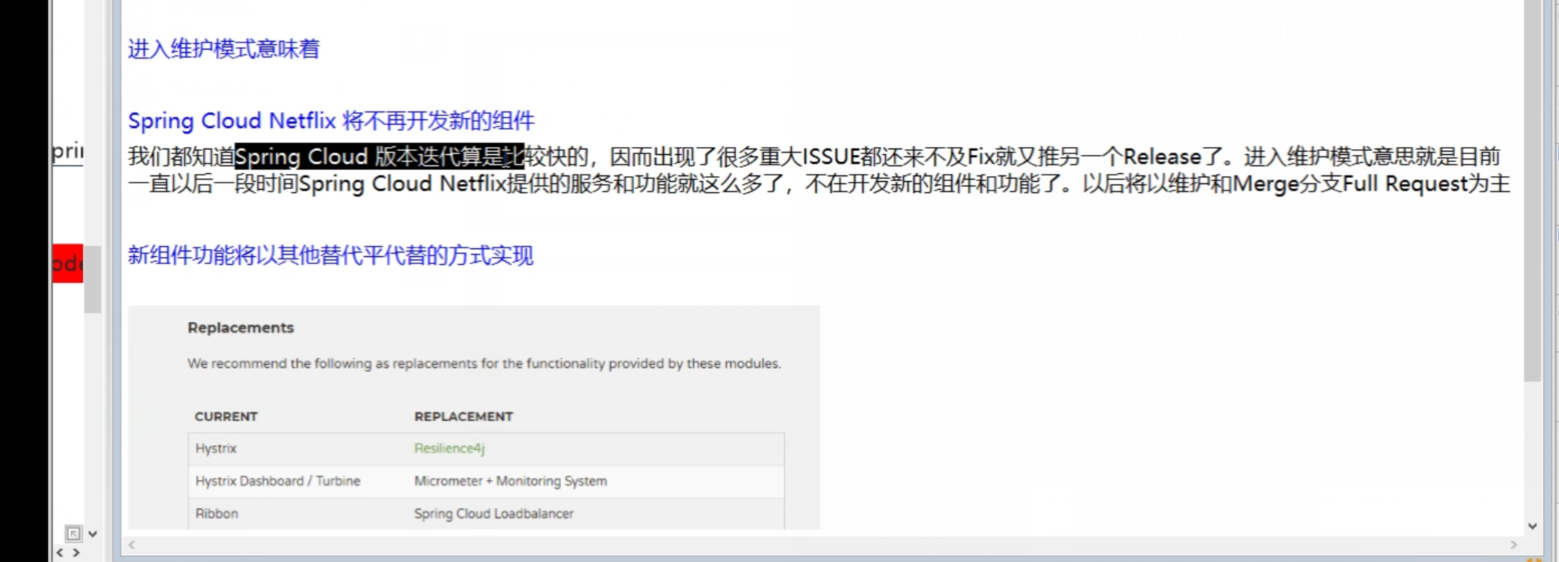 进入维护模式意味着
Spring Cloud Netflix 将不再开发新的组件
我们都知道Spring Cloud 版本迭代算是比较快的，因而出现了很多重大ISSUE都还来不及Fix就又推另一个Release了。进入维护模式意思就是目前
一直以后一段时间Spring Cloud Netflix提供的服务和功能就这么多了，不在开发新的组件和功能了。以后将以维护和Merge分支Full Request为主
新组件功能将以其他替代平代替的方式实现
Replacements
We recommend the following as replacements for the functionality provided by these modules.
CURRENT REPLACEMENT
Hystrix Resilience4j
Hystrix Dashboard / Turbine Micrometer + Monitoring System
Ribbon Spring Cloud Loadbalancer